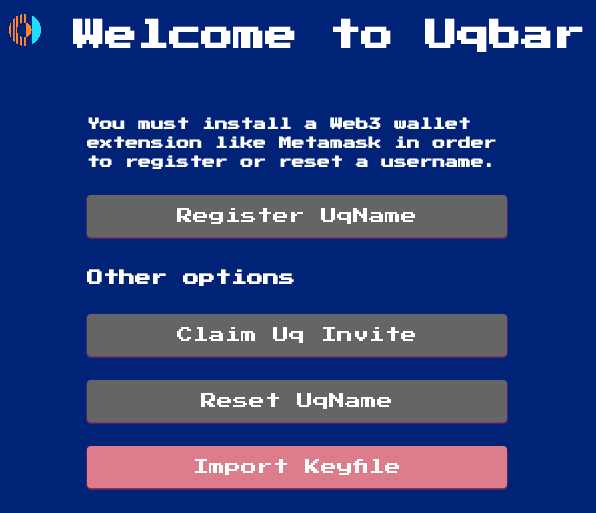 Welcome to Uqbar
You must install a Web3 wallet
extension like Metamask in order
to register or reset a username.
Register UqName
Other options
Claim Uq Invite
Reset UqName
Import Keyfile